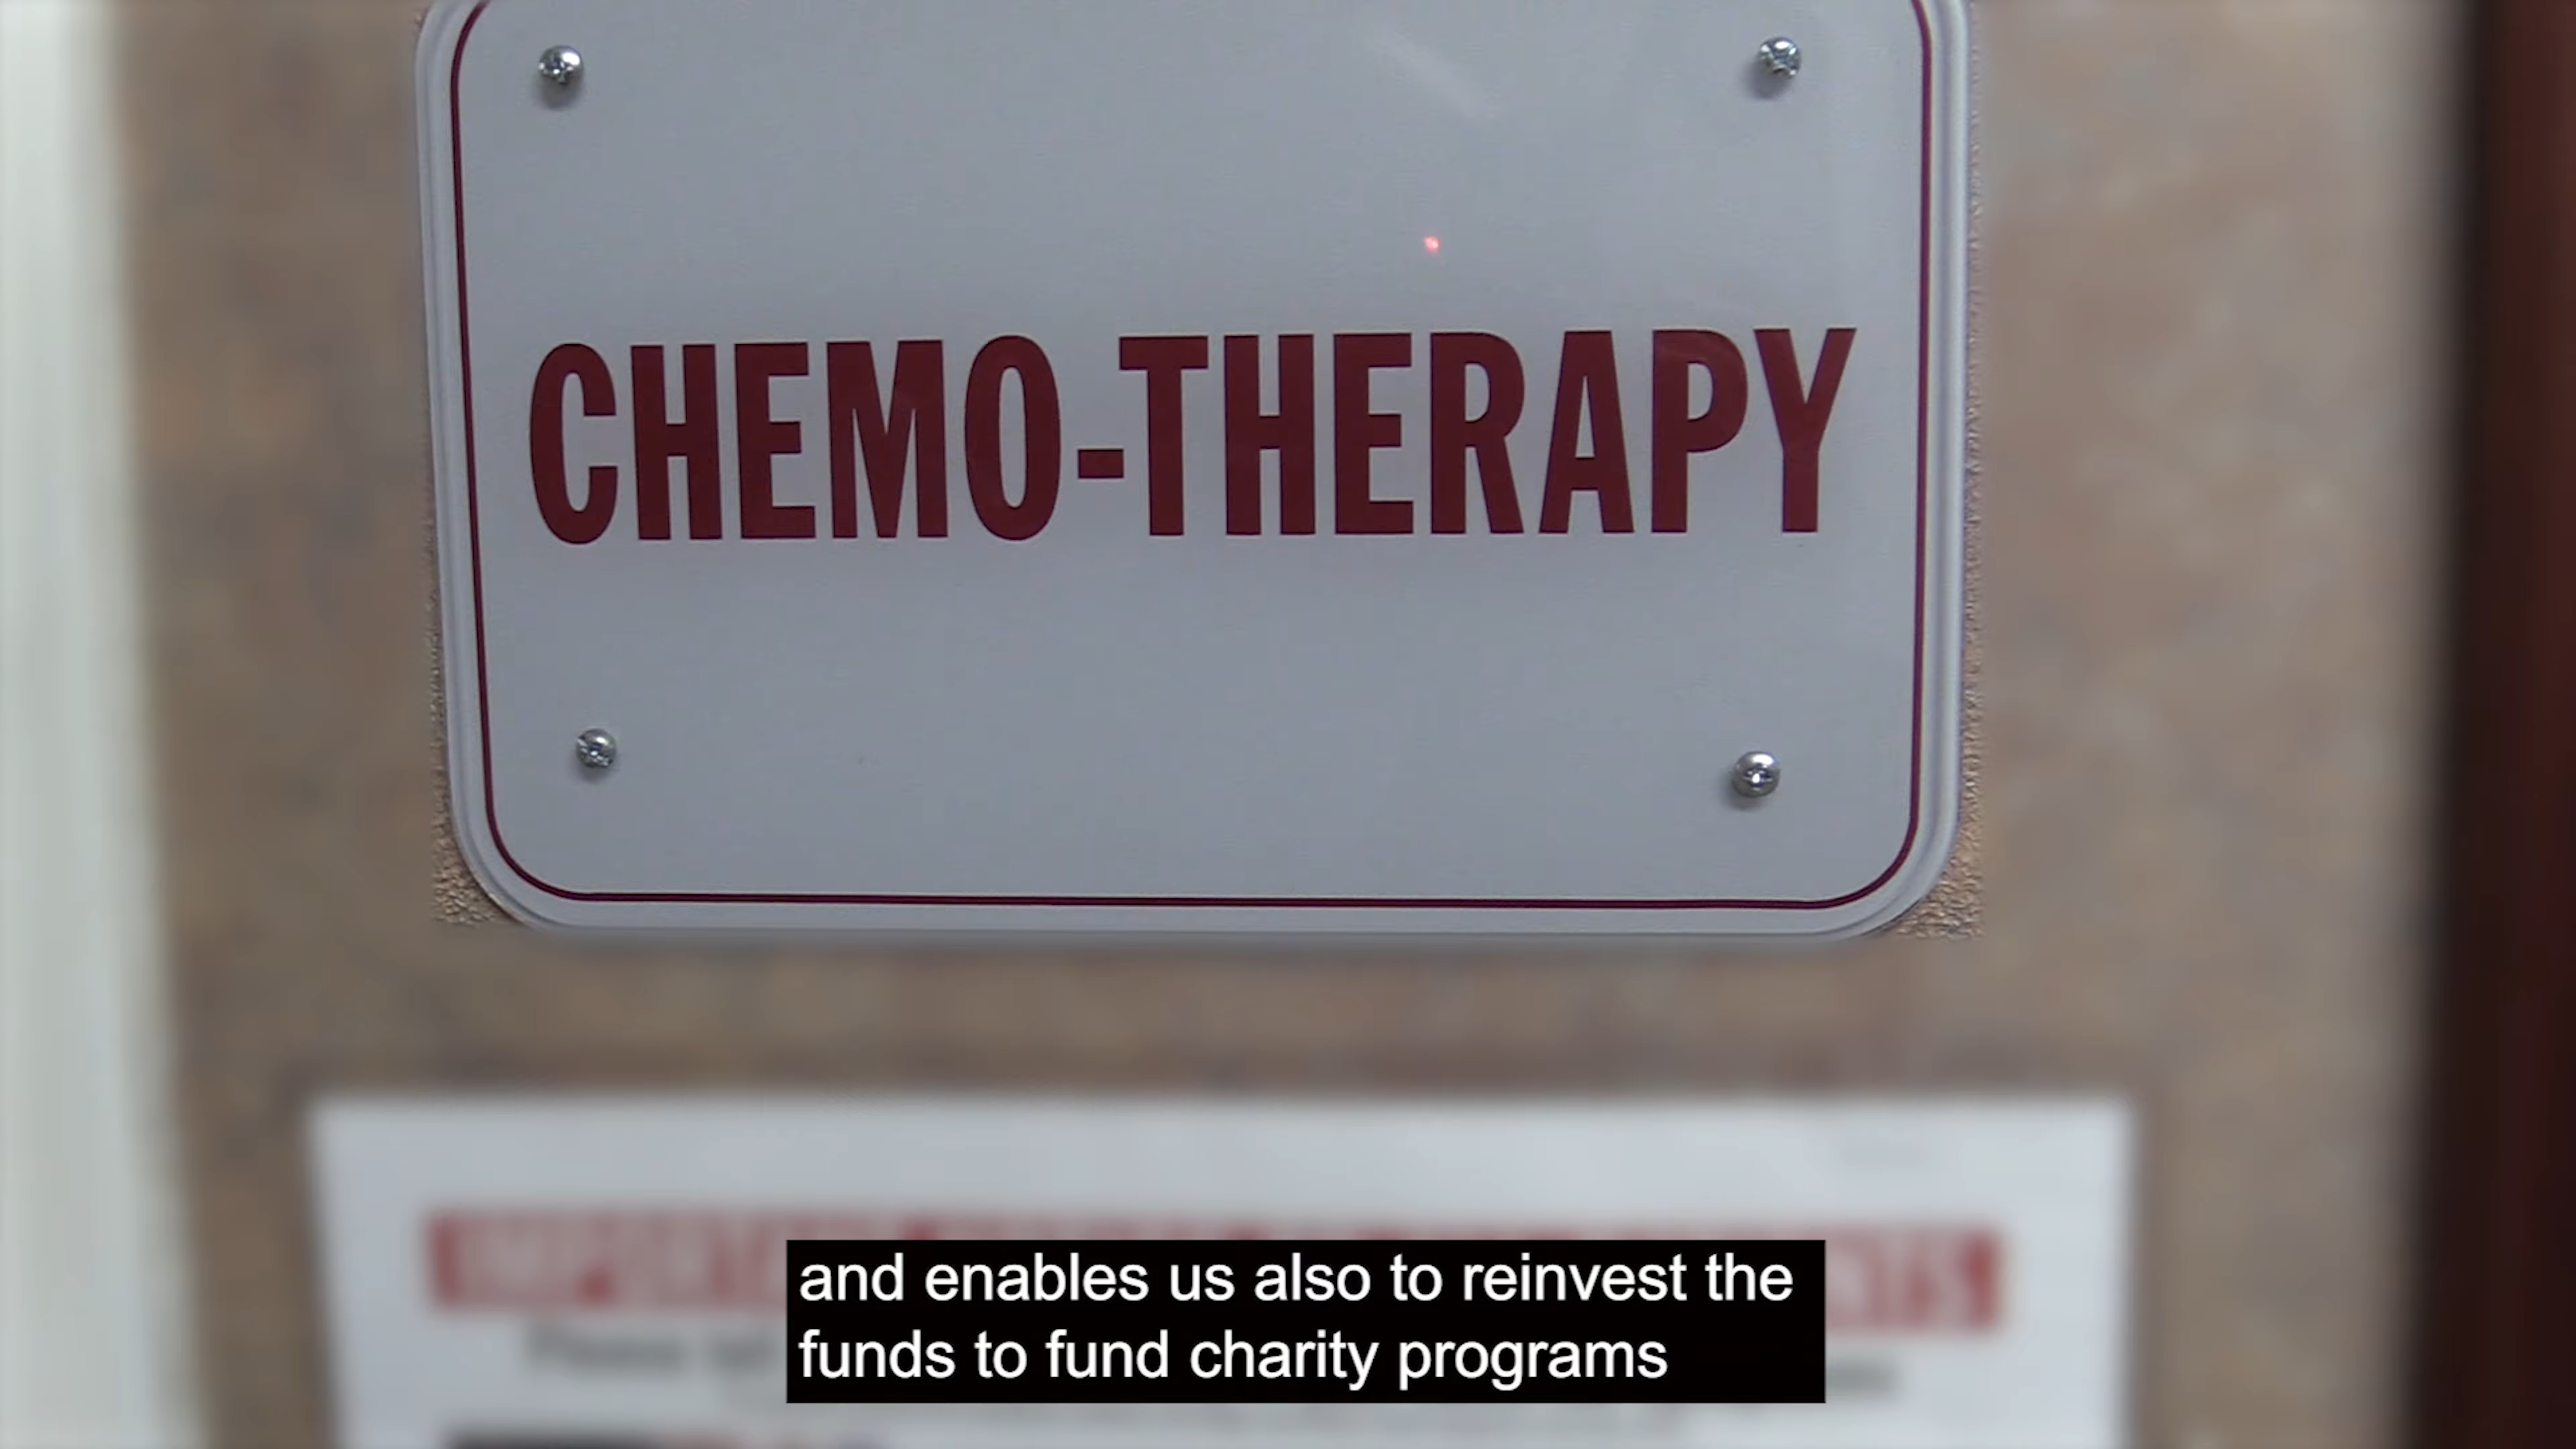 CHEMO-THERAPY
and enables us also to reinvest the
funds to fund charity programs